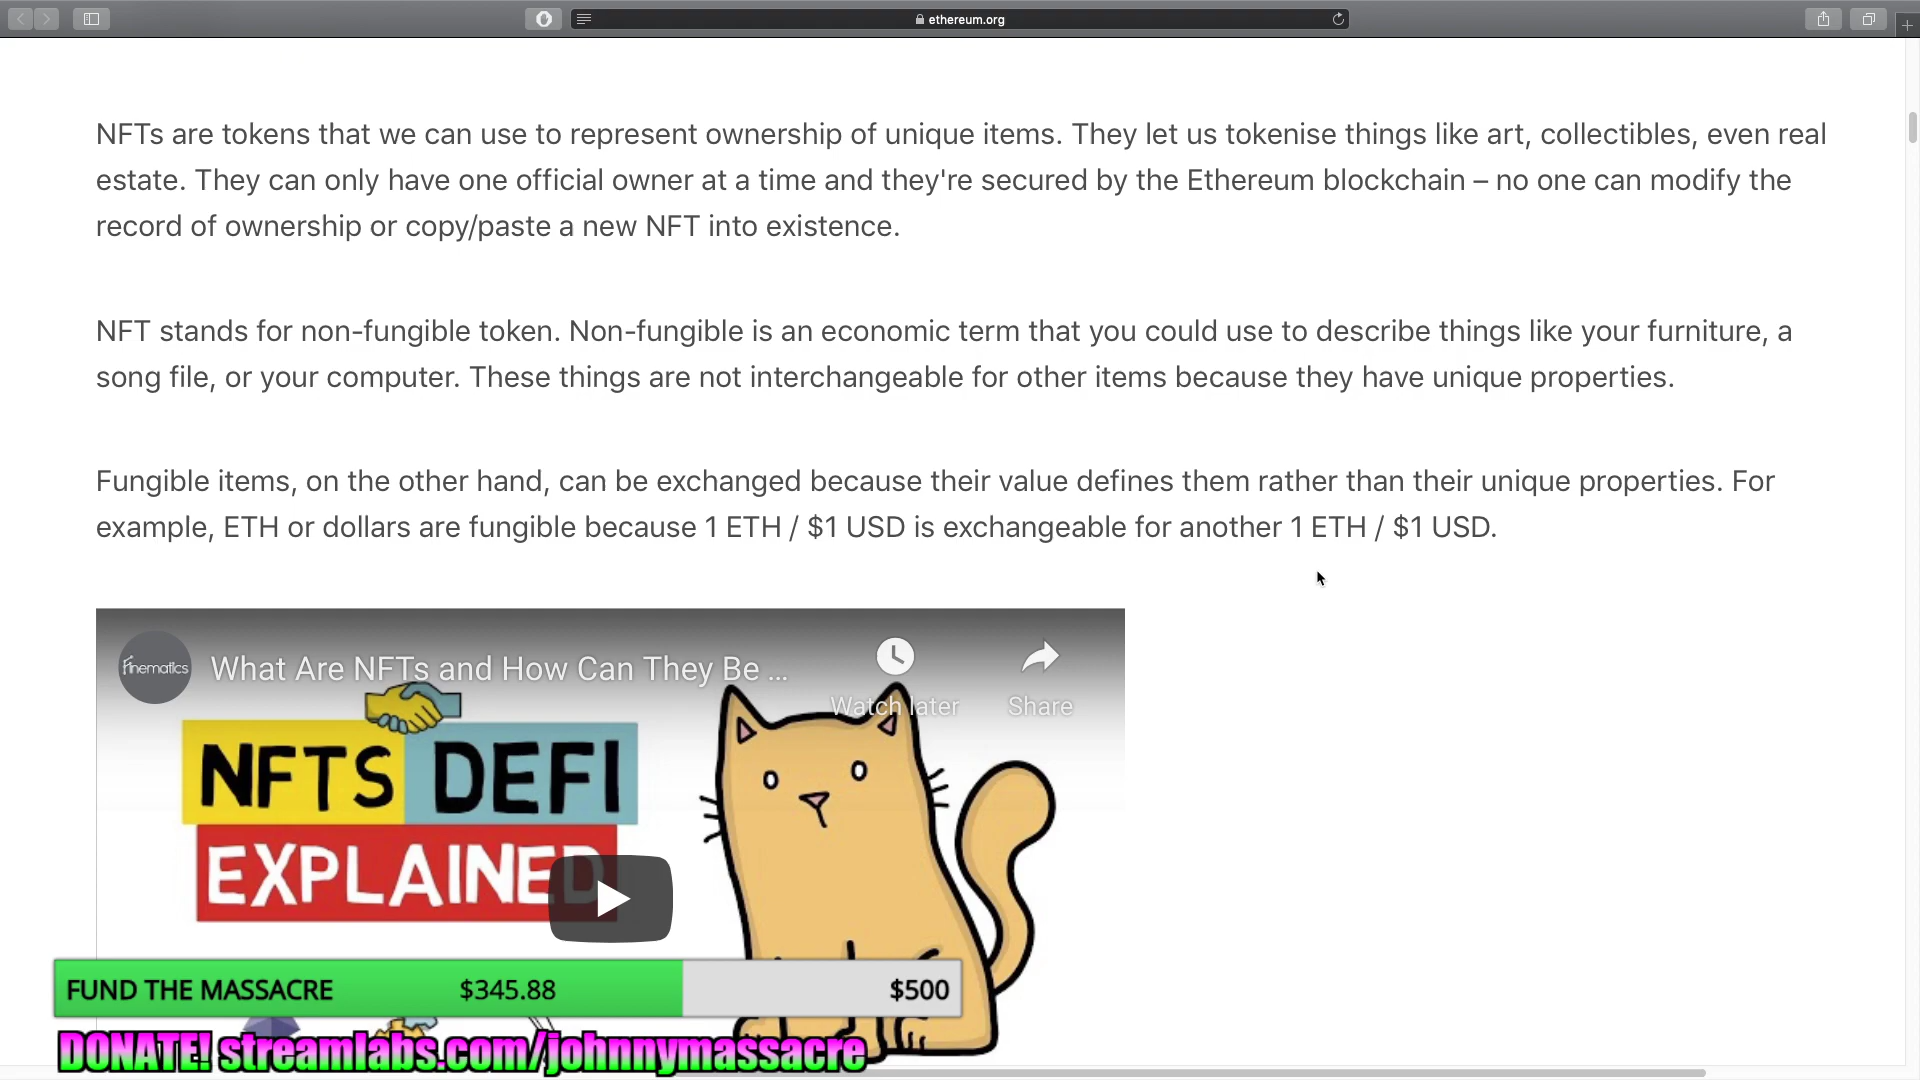 ethereum.org
NFTs are tokens that we can use to represent ownership of unique items. They let us tokenise things like art, collectibles, even real
estate. They can only have one official owner at a time and they're secured by the Ethereum blockchain – no one can modify the
record of ownership or copy/paste a new NFT into existence.
NFT stands for non-fungible token. Non-fungible is an economic term that you could use to describe things like your furniture, a
song file, or your computer. These things are not interchangeable for other items because they have unique properties.
Fungible items, on the other hand, can be exchanged because their value defines them rather than their unique properties. For
example, ETH or dollars are fungible because 1 ETH / $1 USD is exchangeable for another 1 ETH / $1 USD.
Finematics
What Are NFTs and How Can They Be ...
Watch later
Share
NFTS DEFI
EXPLAINED
FUND THE MASSACRE $345.88 $500
DONATE! streamlabs.com/johnnymassacre